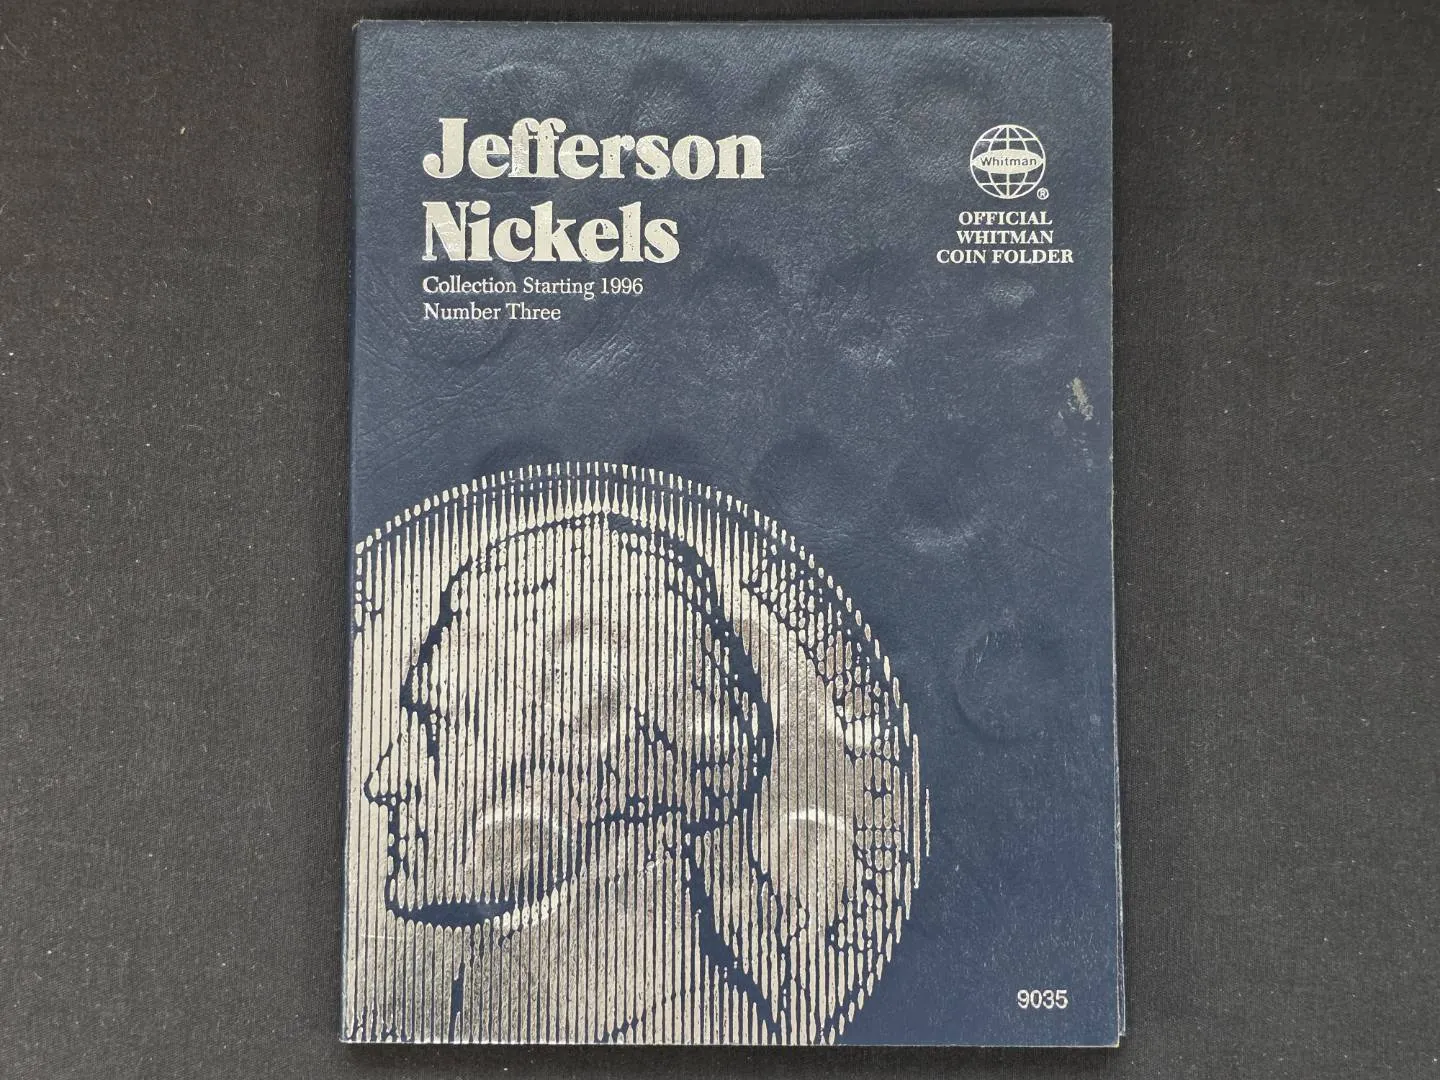 Jefferson
Nickels
Collection Starting 1996
Number Three
Whitman
®
OFFICIAL
WHITMAN
COIN FOLDER
9035